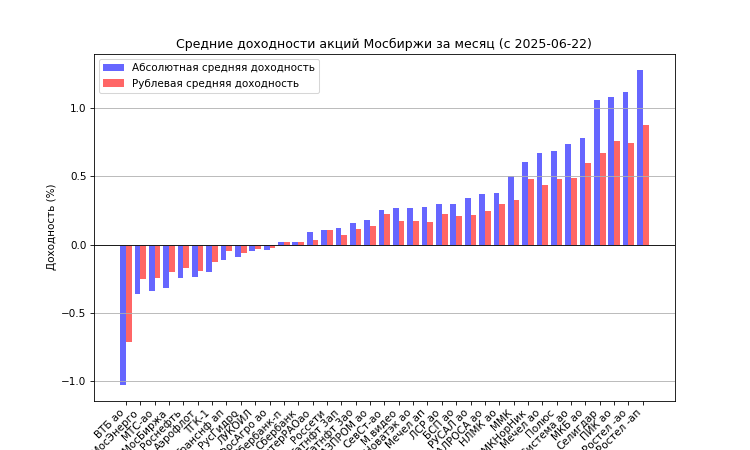 Средние доходности акций Мосбиржи за месяц (с 2025-06-22)
Абсолютная средняя доходность
Рублевая средняя доходность
Доходность (%)
1.0
0.5
0.0
−0.5
−1.0
ВТБ ао
МосЭнерго
МТС-ао
МосБиржа
Роснефть
Аэрофлот
ТГК-1
Транснф ап
РусГидро
ЛУКОЙЛ
РосАгро ао
Сбербанк-п
Сбербанк
ИнтерРАОао
Россети
Татнфт 3ап
Татнфт 3ао
ГАЗПРОМ ао
СевСт-ао
М.видео
Новатэк ао
Мечел ап
ЛСР ао
БСП ао
РУСАЛ ао
АЛРОСА ао
НЛМК ао
ММК
ГМКНорНик
Мечел ао
Полюс
Система ао
МКБ ао
Селигдар
ПИК ао
Ростел -ао
Ростел -ап